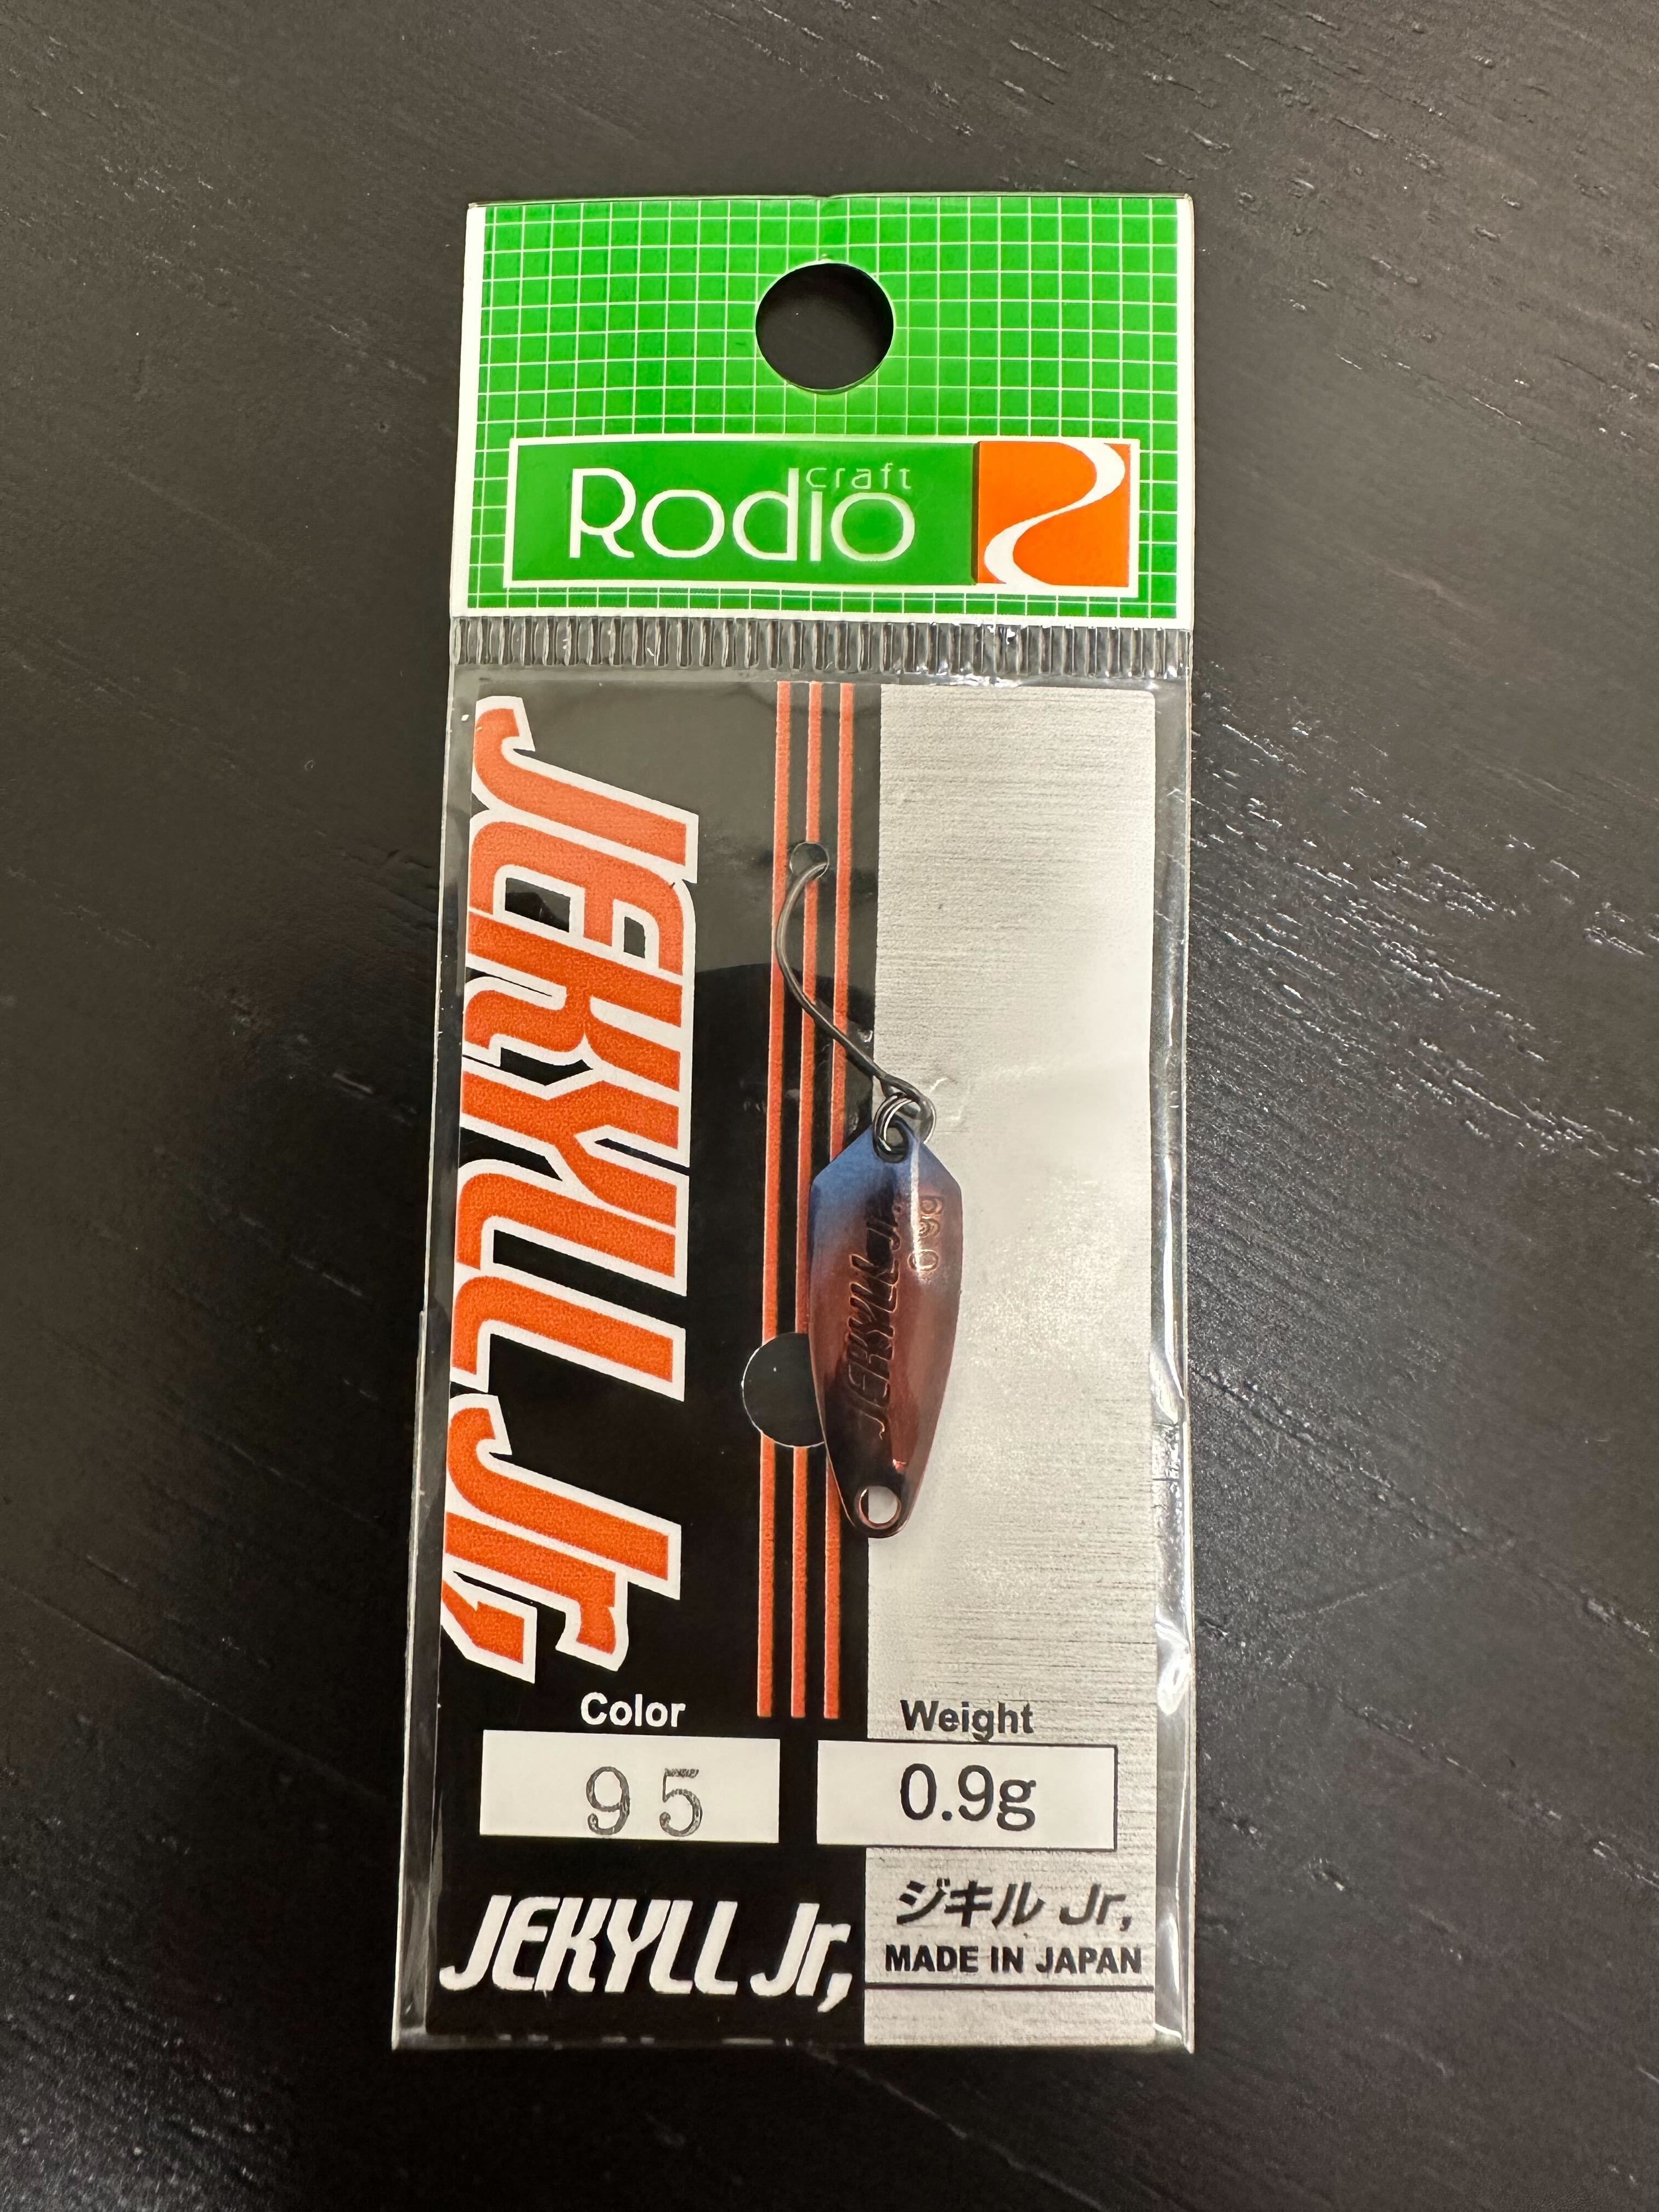 Rodio craft
JEKYLL Jr,
JEKYLL Jr,
0.9g
Color
Weight
95
0.9g
JEKYLL Jr,
ジキル Jr,
MADE IN JAPAN